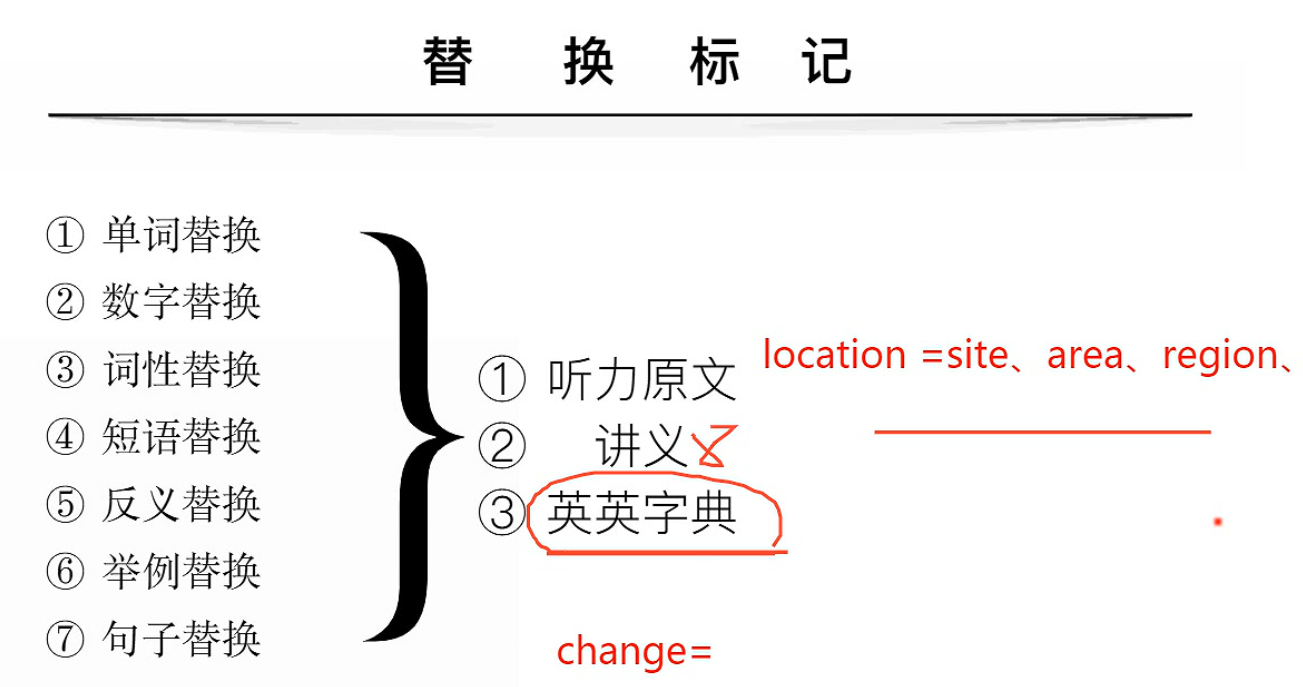 替 换 标 记
① 单词替换
② 数字替换
③ 词性替换
④ 短语替换
⑤ 反义替换
⑥ 举例替换
⑦ 句子替换
① 听力原文
② 讲义
③ 英英字典
location =site、area、region、
change=